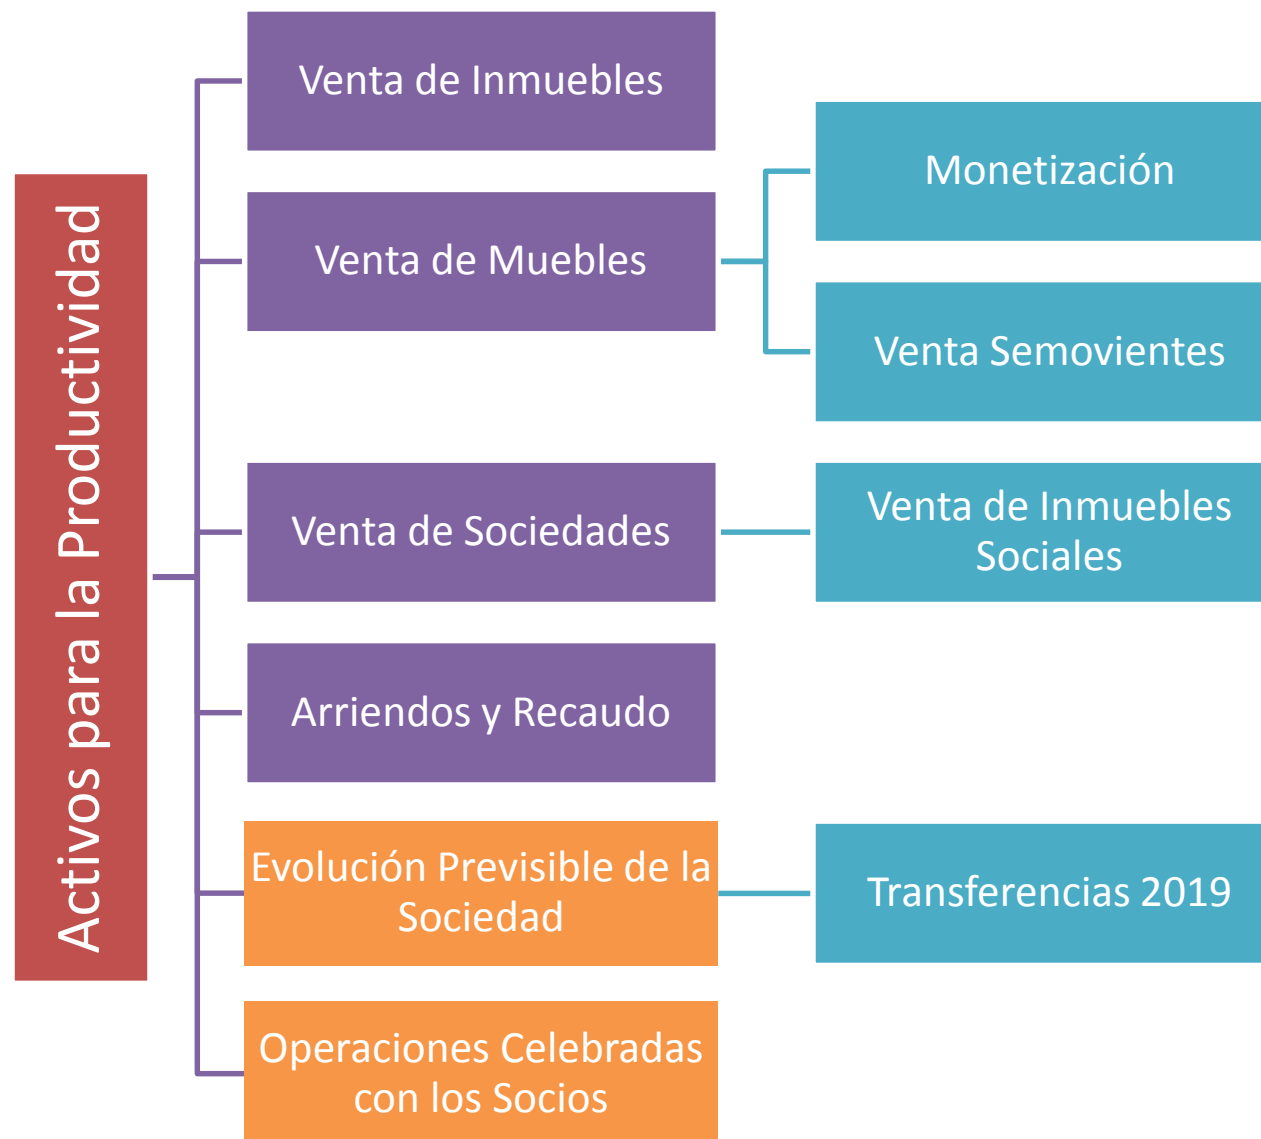 Activos para la Productividad
Venta de Inmuebles
Venta de Muebles
Monetización
Venta Semovientes
Venta de Sociedades
Venta de Inmuebles
Sociales
Arriendos y Recaudo
Evolución Previsible de la
Sociedad
Transferencias 2019
Operaciones Celebradas
con los Socios